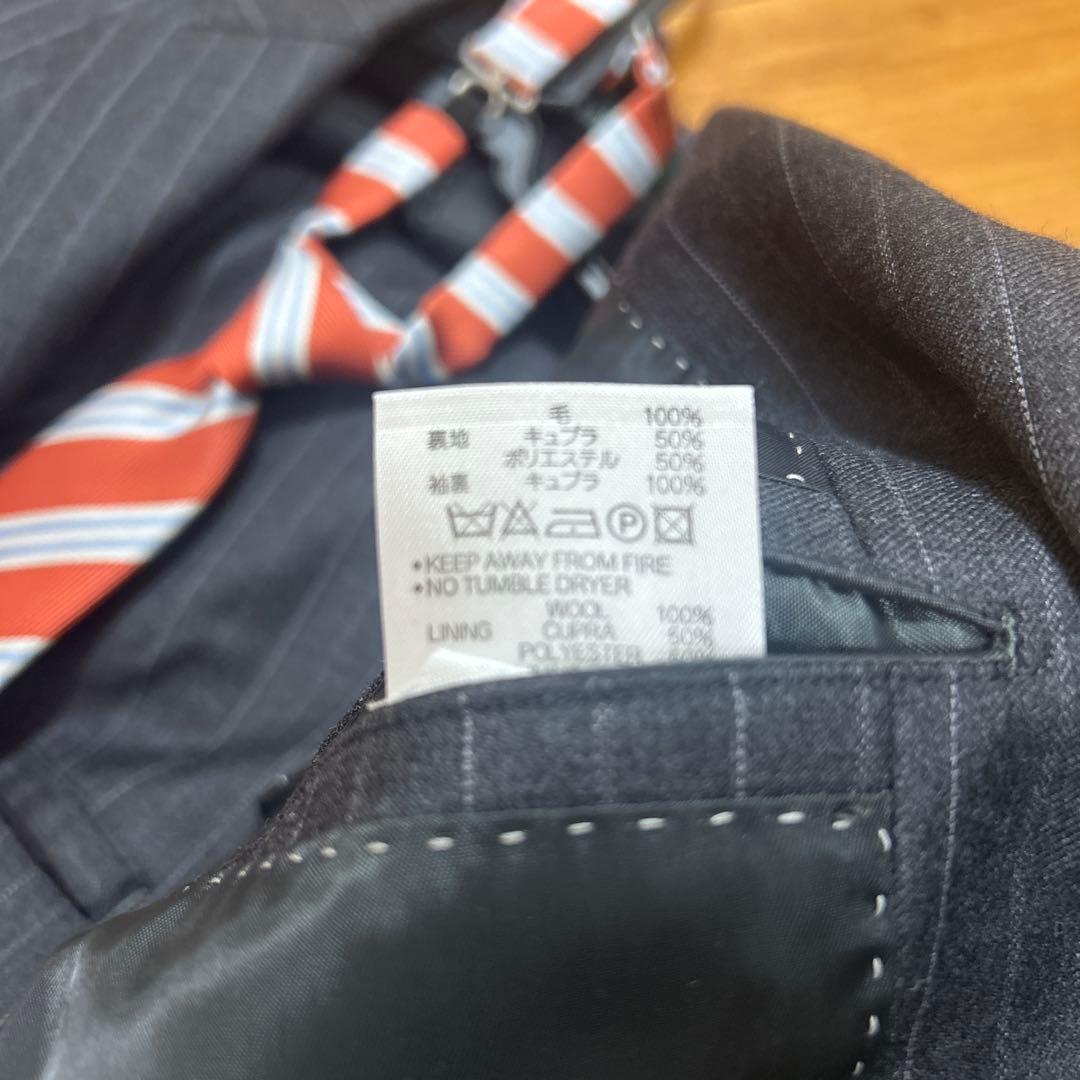 毛 100%
裏地 キュプラ 50%
ポリエステル 50%
袖裏 キュプラ 100%
P
•KEEP AWAY FROM FIRE
•NO TUMBLE DRYER
WOOL 100%
LINING CUPRA 50%
POLYESTER